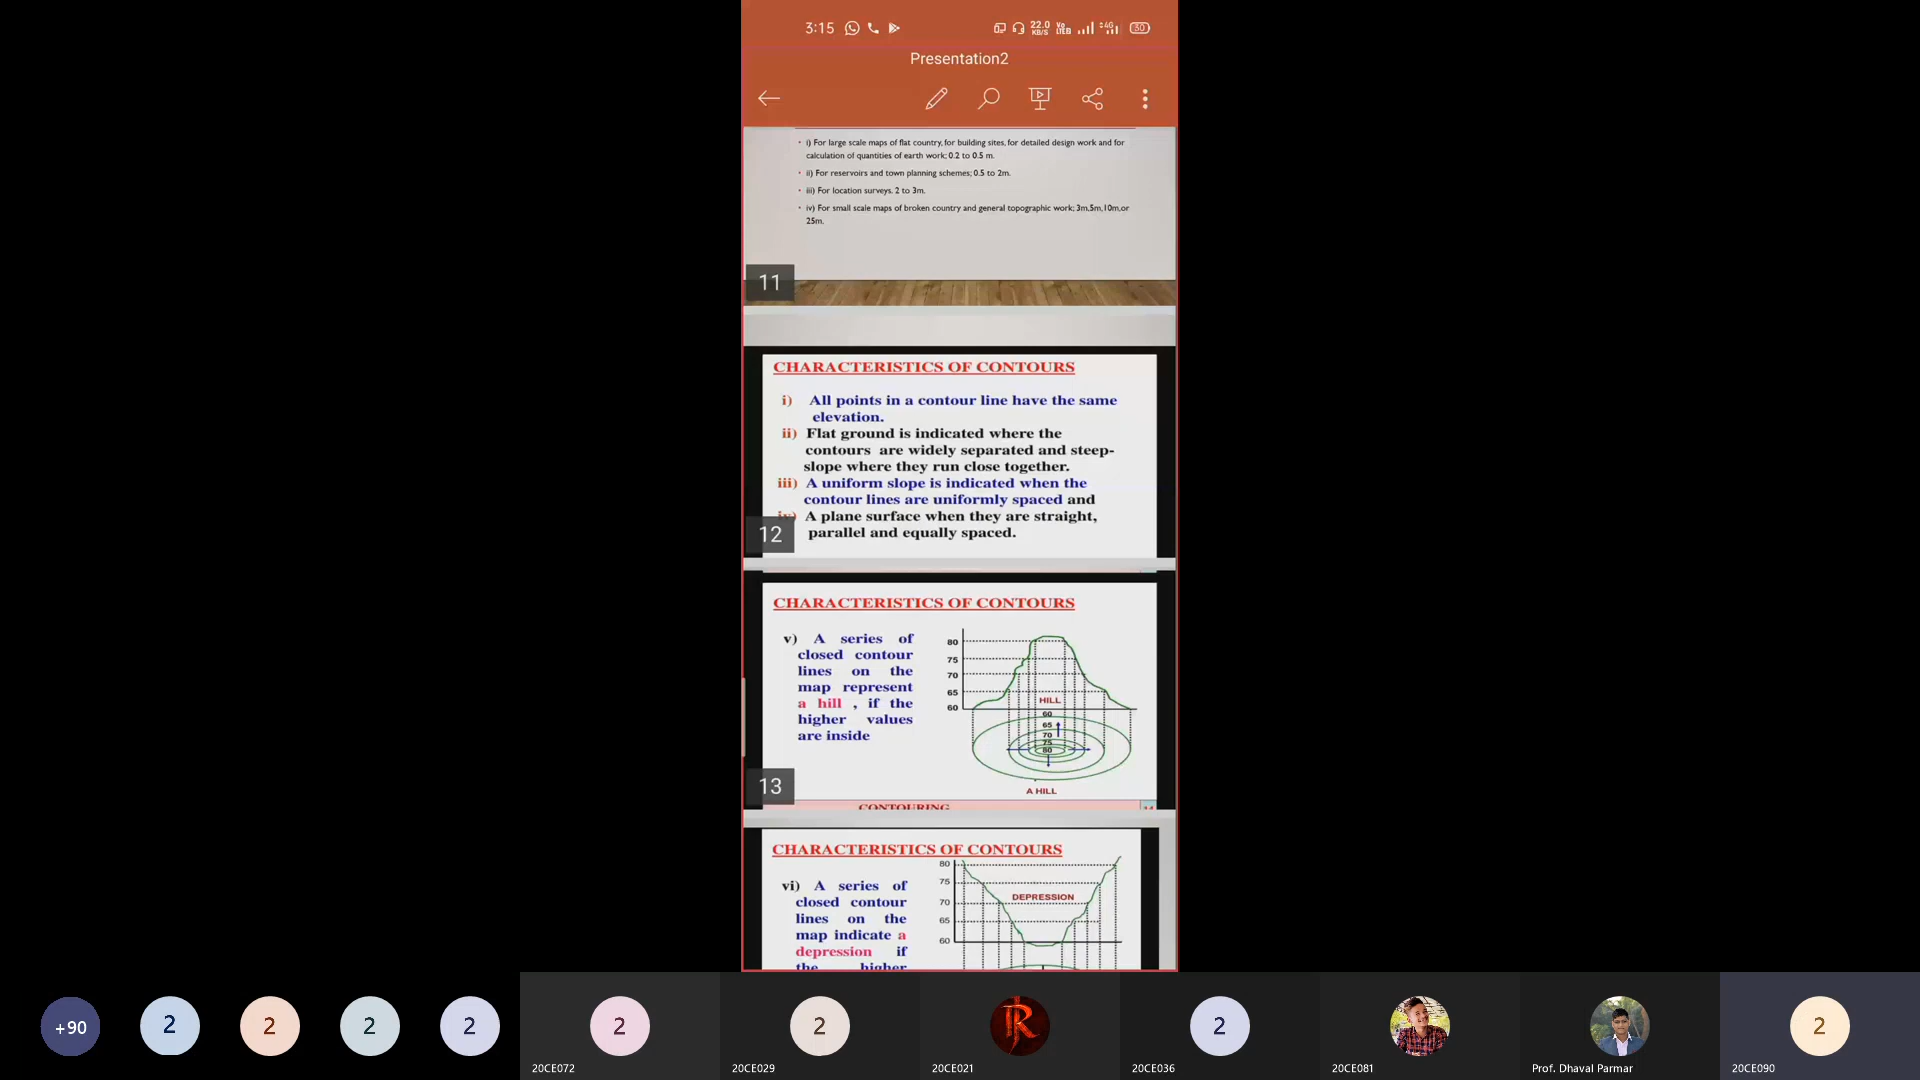 3:15
22.0
KB/S
Vo
LTE2
4G
30
Presentation2
• i) For large scale maps of flat country, for building sites, for detailed design work and for
calculation of quantities of earth work; 0.2 to 0.5 m.
• ii) For reservoirs and town planning schemes; 0.5 to 2m.
• iii) For location surveys. 2 to 3m.
• iv) For small scale maps of broken country and general topographic work; 3m,5m,10m,or
25m.
11
CHARACTERISTICS OF CONTOURS
i) All points in a contour line have the same
elevation.
ii) Flat ground is indicated where the
contours are widely separated and steep-
slope where they run close together.
iii) A uniform slope is indicated when the
contour lines are uniformly spaced and
iv) A plane surface when they are straight,
parallel and equally spaced.
12
CHARACTERISTICS OF CONTOURS
v) A series of
closed contour
lines on the
map represent
a hill , if the
higher values
are inside
80
75
70
65
60
HILL
60
65
70
75
80
A HILL
13
CONTOURING
CHARACTERISTICS OF CONTOURS
vi) A series of
closed contour
lines on the
map indicate a
depression if
the higher
80
75
70
65
60
DEPRESSION
+90
2
2
2
2
2
2
R
2
2
20CE072
20CE029
20CE021
20CE036
20CE081
Prof. Dhaval Parmar
20CE090